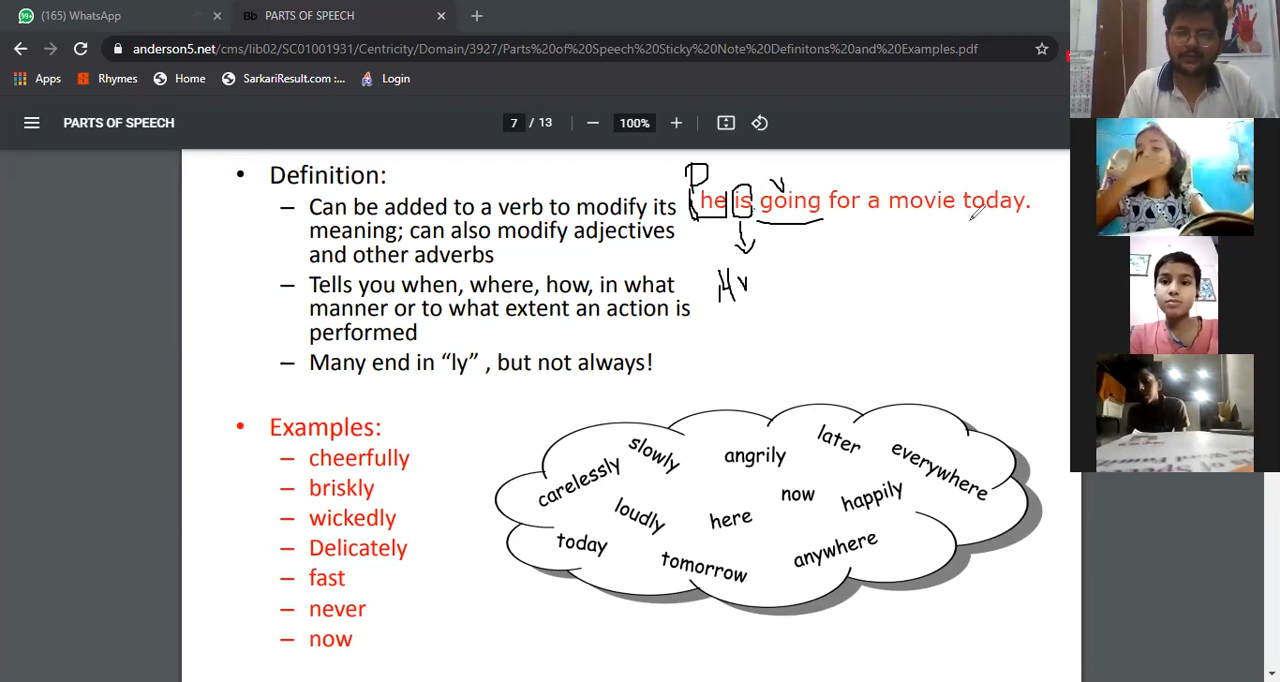 (165) WhatsApp
Bb PARTS OF SPEECH
anderson5.net/cms/lib02/SC01001931/Centricity/Domain/3927/Parts%20of%20Speech%20Sticky%20Note%20Definitons%20and%20Examples.pdf
Apps Rhymes Home SarkariResult.com :... Login
PARTS OF SPEECH 7 / 13 100%
• Definition:
– Can be added to a verb to modify its
meaning; can also modify adjectives
and other adverbs
– Tells you when, where, how, in what
manner or to what extent an action is
performed
– Many end in “ly” , but not always!
P
v
he is going for a movie today.
Hv
• Examples:
– cheerfully
– briskly
– wickedly
– Delicately
– fast
– never
– now
carelessly
slowly
angrily
later
everywhere
loudly
here
now
happily
today
tomorrow
anywhere